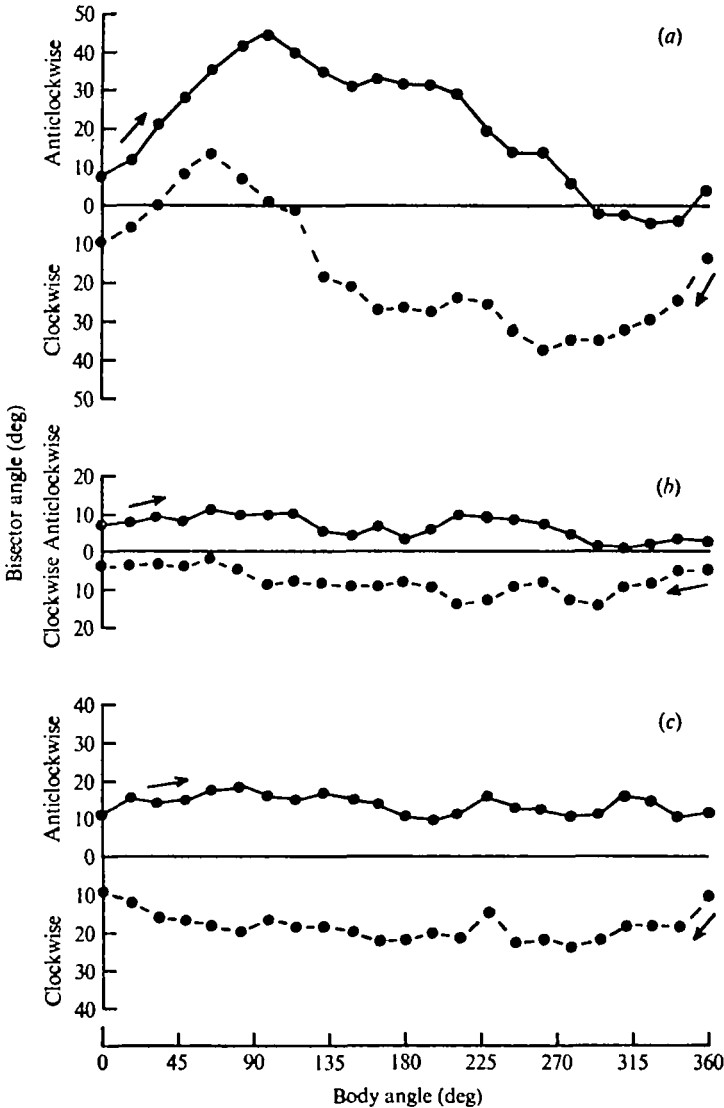 (a)
50
40
30
20
10
0
10
20
30
40
50
Anticlockwise
Clockwise
Bisector angle (deg)
(b)
20
10
0
10
20
Clockwise Anticlockwise
(c)
40
30
20
10
0
10
20
30
40
Anticlockwise
Clockwise
0 45 90 135 180 225 270 315 360
Body angle (deg)